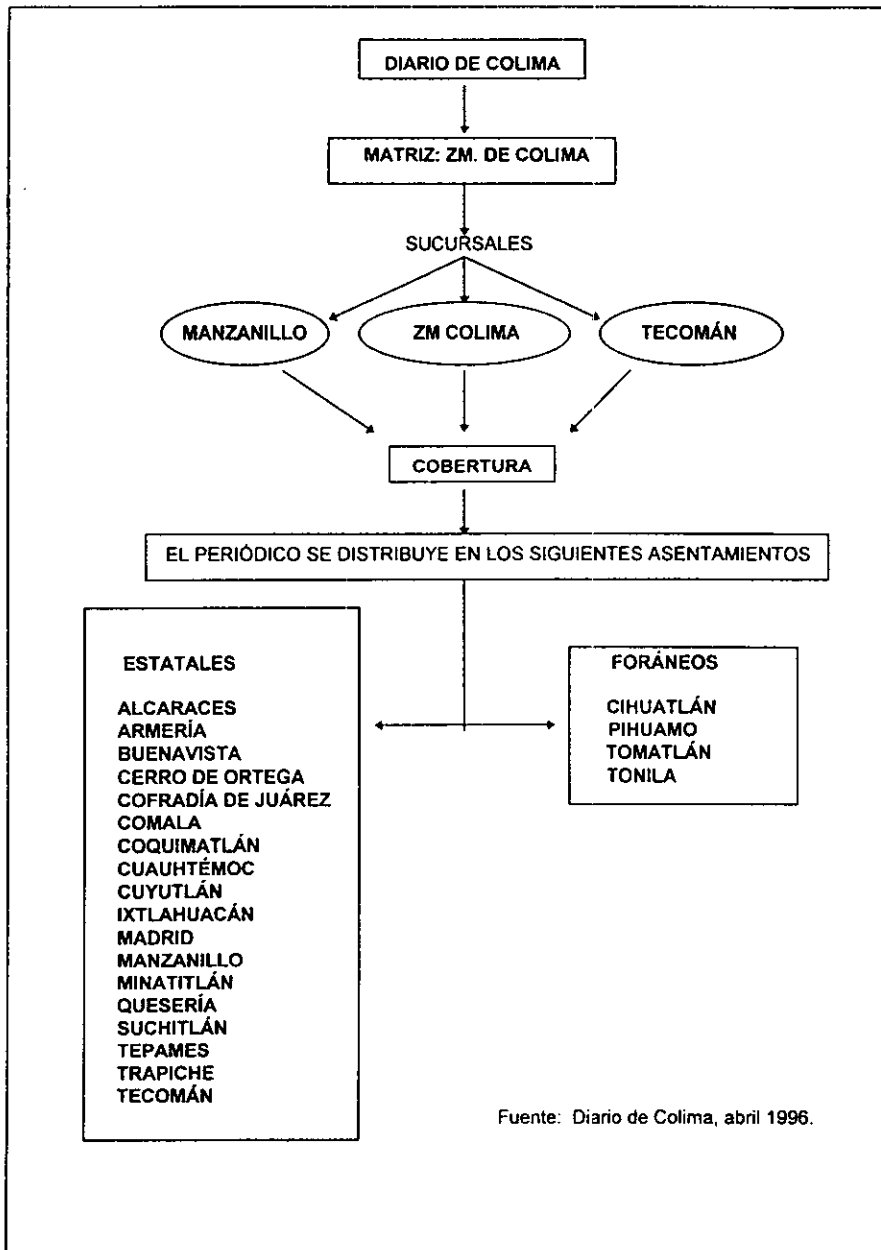 DIARIO DE COLIMA
MATRIZ: ZM. DE COLIMA
SUCURSALES
MANZANILLO
ZM COLIMA
TECOMÁN
COBERTURA
EL PERIÓDICO SE DISTRIBUYE EN LOS SIGUIENTES ASENTAMIENTOS
ESTATALES
ALCARACES
ARMERÍA
BUENAVISTA
CERRO DE ORTEGA
COFRADÍA DE JUÁREZ
COMALA
COQUIMATLÁN
CUAUHTÉMOC
CUYUTLÁN
IXTLAHUACÁN
MADRID
MANZANILLO
MINATITLÁN
QUESERÍA
SUCHITLÁN
TEPAMES
TRAPICHE
TECOMÁN
FORÁNEOS
CIHUATLÁN
PIHUAMO
TOMATLÁN
TONILA
Fuente: Diario de Colima, abril 1996.